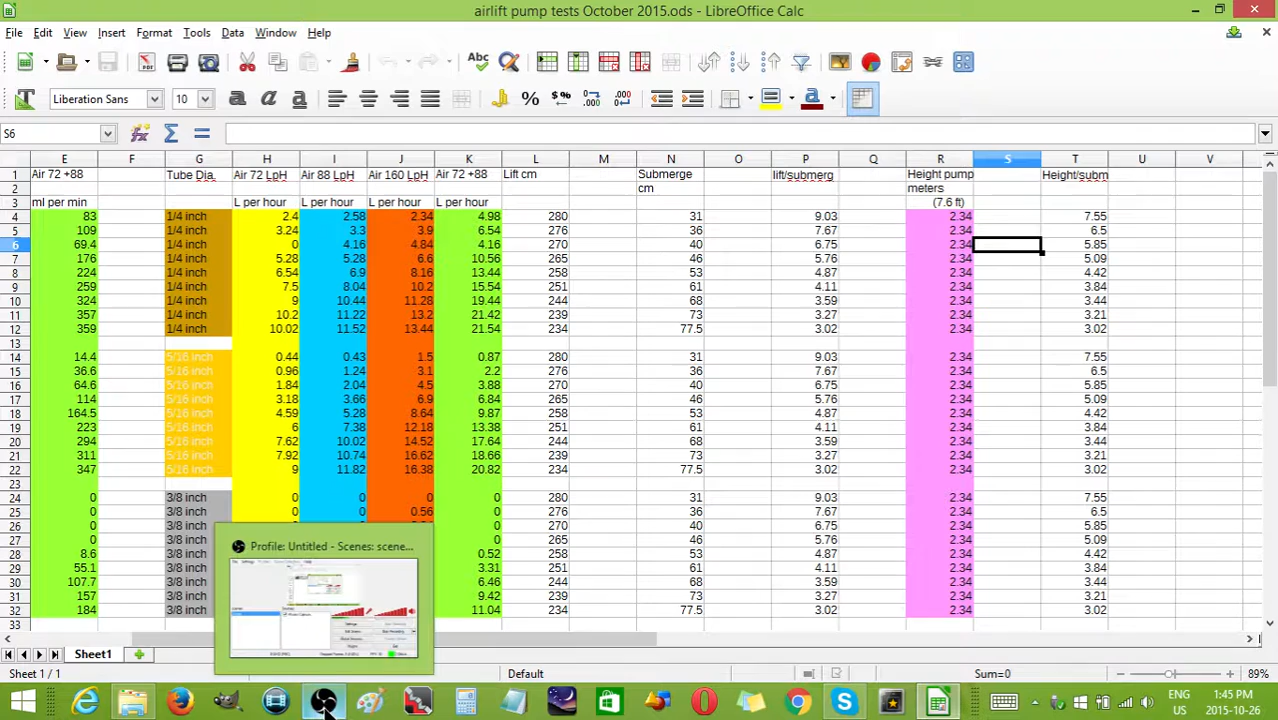 airlift pump tests October 2015.ods - LibreOffice Calc
File Edit View Insert Format Tools Data Window Help
Liberation Sans 10
S6
E F G H I J K L M N O P Q R S T U V
1 Air 72 +88 Tube Dia. Air 72 LpH Air 88 LpH Air 160 LpH Air 72 +88 Lift cm Submerge lift/submerg Height pump Height/subm
2 cm meters
3 ml per min L per hour L per hour L per hour L per hour (7.6 ft)
4 83 1/4 inch 2.4 2.58 2.34 4.98 280 31 9.03 2.34 7.55
5 109 1/4 inch 3.24 3.3 3.9 6.54 276 36 7.67 2.34 6.5
6 69.4 1/4 inch 0 4.16 4.84 4.16 270 40 6.75 2.34 5.85
7 176 1/4 inch 5.28 5.28 6.6 10.56 265 46 5.76 2.34 5.09
8 224 1/4 inch 6.54 6.9 8.16 13.44 258 53 4.87 2.34 4.42
9 259 1/4 inch 7.5 8.04 10.2 15.54 251 61 4.11 2.34 3.84
10 324 1/4 inch 9 10.44 11.28 19.44 244 68 3.59 2.34 3.44
11 357 1/4 inch 10.2 11.22 13.2 21.42 239 73 3.27 2.34 3.21
12 359 1/4 inch 10.02 11.52 13.44 21.54 234 77.5 3.02 2.34 3.02
13
14 14.4 5/16 inch 0.44 0.43 1.5 0.87 280 31 9.03 2.34 7.55
15 36.6 5/16 inch 0.96 1.24 3.1 2.2 276 36 7.67 2.34 6.5
16 64.6 5/16 inch 1.84 2.04 4.5 3.88 270 40 6.75 2.34 5.85
17 114 5/16 inch 3.18 3.66 6.9 6.84 265 46 5.76 2.34 5.09
18 164.5 5/16 inch 4.59 5.28 8.64 9.87 258 53 4.87 2.34 4.42
19 223 5/16 inch 6 7.38 12.18 13.38 251 61 4.11 2.34 3.84
20 294 5/16 inch 7.62 10.02 14.52 17.64 244 68 3.59 2.34 3.44
21 311 5/16 inch 7.92 10.74 16.62 18.66 239 73 3.27 2.34 3.21
22 347 5/16 inch 9 11.82 16.38 20.82 234 77.5 3.02 2.34 3.02
23
24 0 3/8 inch 0 0 0 0 280 31 9.03 2.34 7.55
25 0 3/8 inch 0 0 0.56 0 276 36 7.67 2.34 6.5
26 0 3/8 inch 0 270 40 6.75 2.34 5.85
27 0 3/8 inch 0 265 46 5.76 2.34 5.09
28 8.6 3/8 inch 0.52 258 53 4.87 2.34 4.42
29 55.1 3/8 inch 3.31 251 61 4.11 2.34 3.84
30 107.7 3/8 inch 6.46 244 68 3.59 2.34 3.44
31 157 3/8 inch 9.42 239 73 3.27 2.34 3.21
32 184 3/8 inch 11.04 234 77.5 3.02 2.34 3.02
33
Profile: Untitled - Scenes: scene...
Sheet1
Sheet 1 / 1 Default Sum=0 89%
ENG 1:45 PM
US 2015-10-26